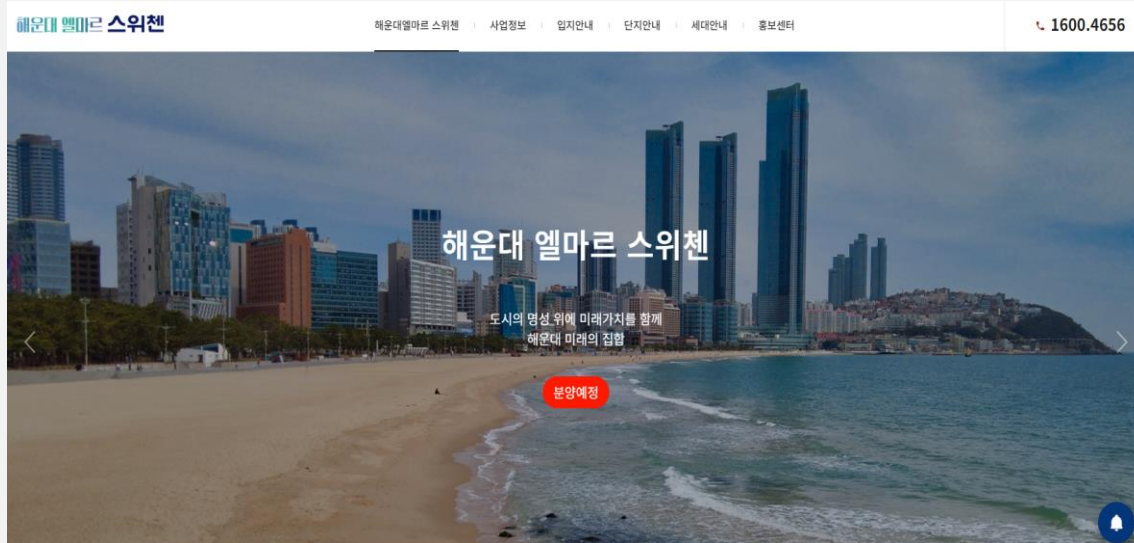 해운대 엘마르 스위첸
해운대엘마르 스위첸
사업정보
입지안내
단지안내
세대안내
홍보센터
1600.4656
해운대 엘마르 스위첸
도시의 명성 위에 미래가치를 함께
해운대 미래의 집합
분양예정